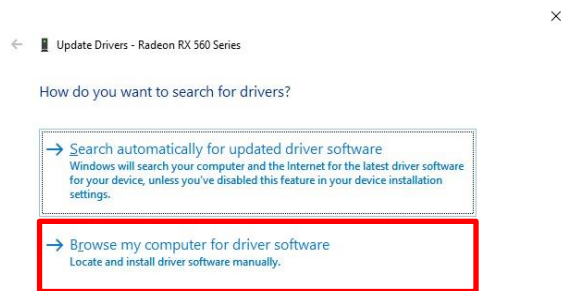 Update Drivers - Radeon RX 560 Series
How do you want to search for drivers?
Search automatically for updated driver software
Windows will search your computer and the Internet for the latest driver software
for your device, unless you've disabled this feature in your device installation
settings.
Browse my computer for driver software
Locate and install driver software manually.